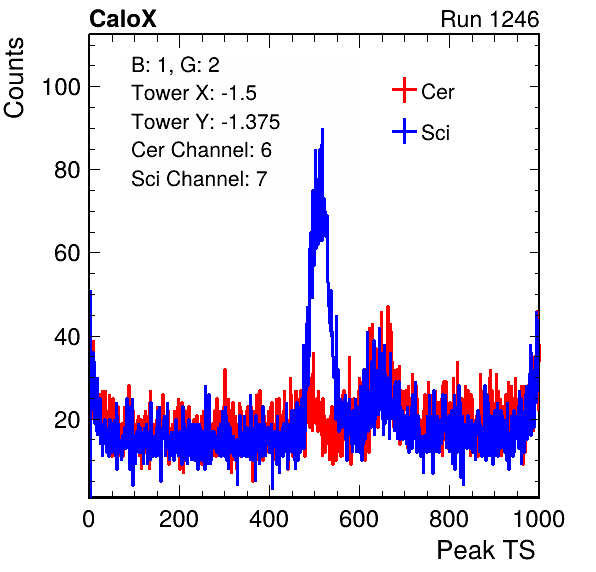 CaloX Run 1246
Counts
B: 1, G: 2
Tower X: -1.5
Tower Y: -1.375
Cer Channel: 6
Sci Channel: 7
Cer
Sci
100
80
60
40
20
0 200 400 600 800 1000
Peak TS